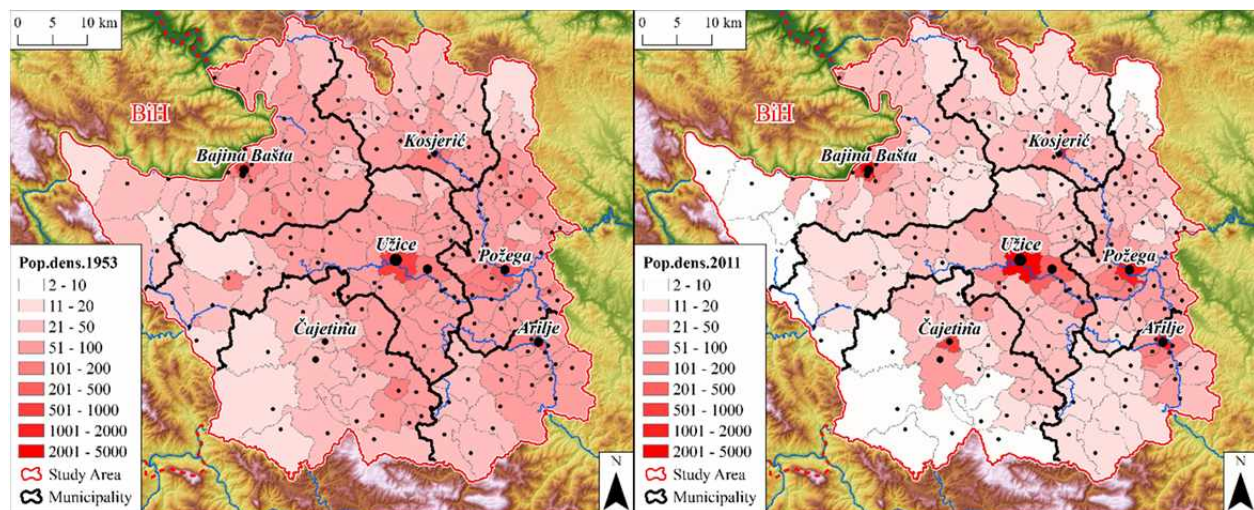 0 5 10 km
BiH
Bajina Bašta
Kosjerić
Užice
Požega
Čajetina
Arilje
Pop.dens.1953
2 - 10
11 - 20
21 - 50
51 - 100
101 - 200
201 - 500
501 - 1000
1001 - 2000
2001 - 5000
Study Area
Municipality
N
0 5 10 km
BiH
Bajina Bašta
Kosjerić
Užice
Požega
Čajetina
Arilje
Pop.dens.2011
2 - 10
11 - 20
21 - 50
51 - 100
101 - 200
201 - 500
501 - 1000
1001 - 2000
2001 - 5000
Study Area
Municipality
N